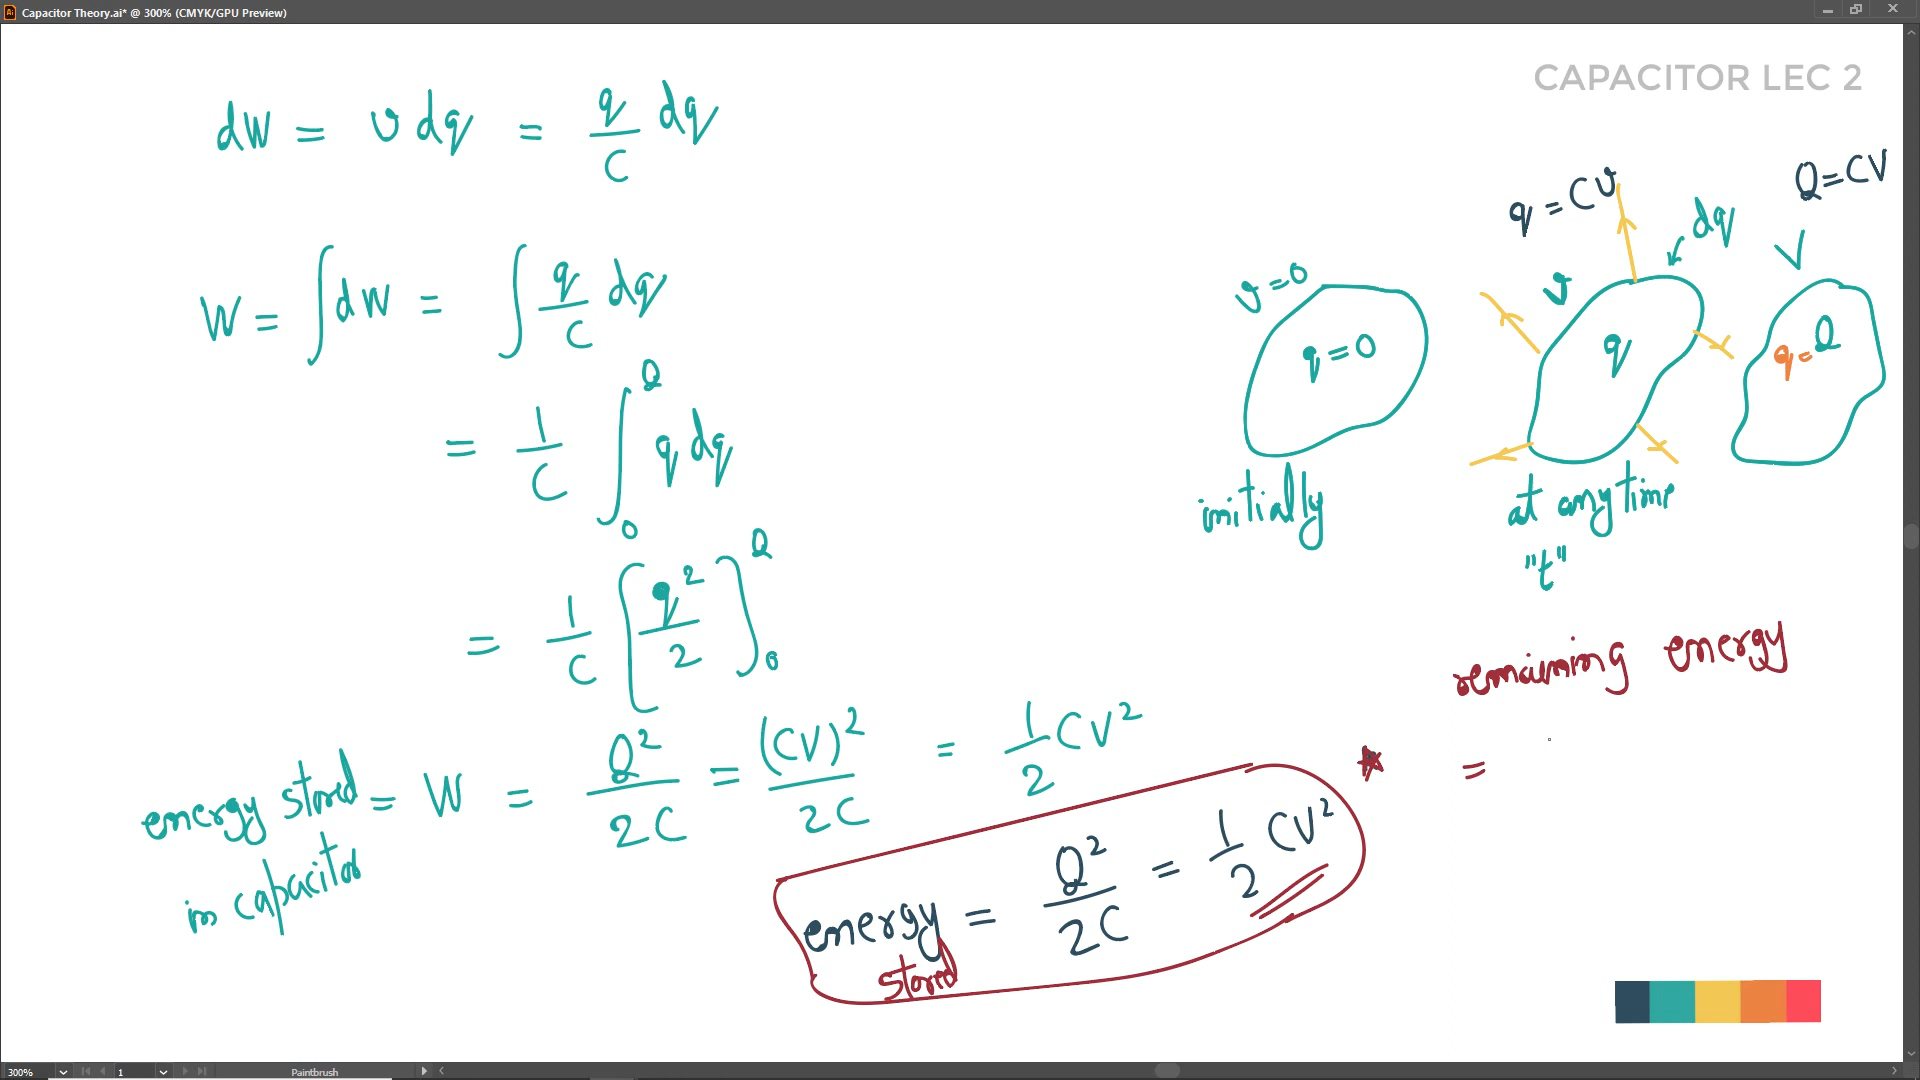 Capacitor Theory.ai* @ 300% (CMYK/GPU Preview)
CAPACITOR LEC 2
dW = v dq = q/C dq
W = ∫ dW = ∫ q/C dq
= 1/C ∫₀^Q q dq
= 1/C [q²/2]₀^Q
energy stored in capacitor = W = Q²/2C = (CV)²/2C = 1/2 CV²
energy stored = Q²/2C = 1/2 CV²
v=0
q=0
initially
q=Cv
dq
v
q
at any time
"t"
Q=CV
V
q=Q
remaining energy
=
300%
1
Paintbrush